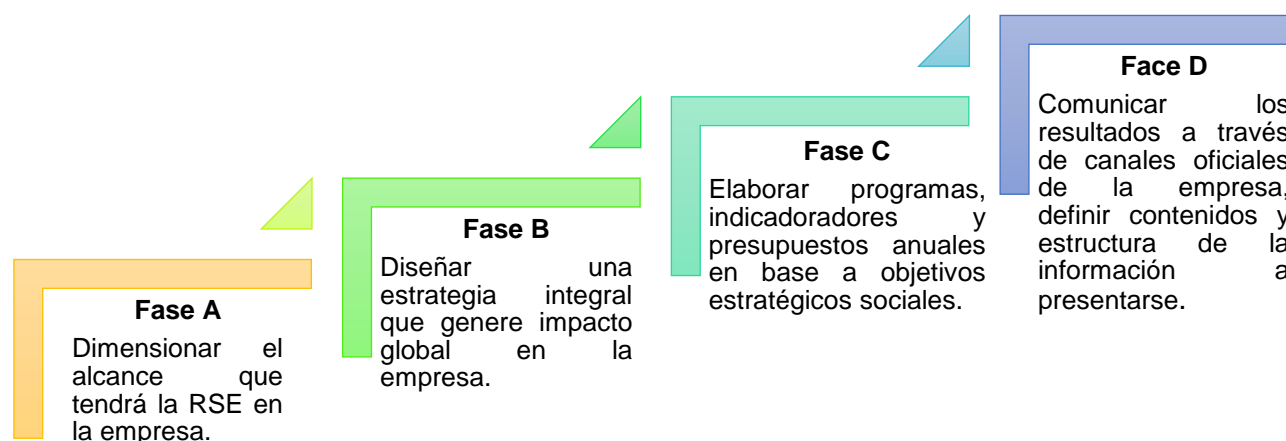 Fase A
Dimensionar el
alcance que
tendrá la RSE en
la empresa.
Fase B
Diseñar una
estrategia integral
que genere impacto
global en la
empresa.
Fase C
Elaborar programas,
indicadoradores y
presupuestos anuales
en base a objetivos
estratégicos sociales.
Face D
Comunicar los
resultados a través
de canales oficiales
de la empresa,
definir contenidos y
estructura de la
información a
presentarse.